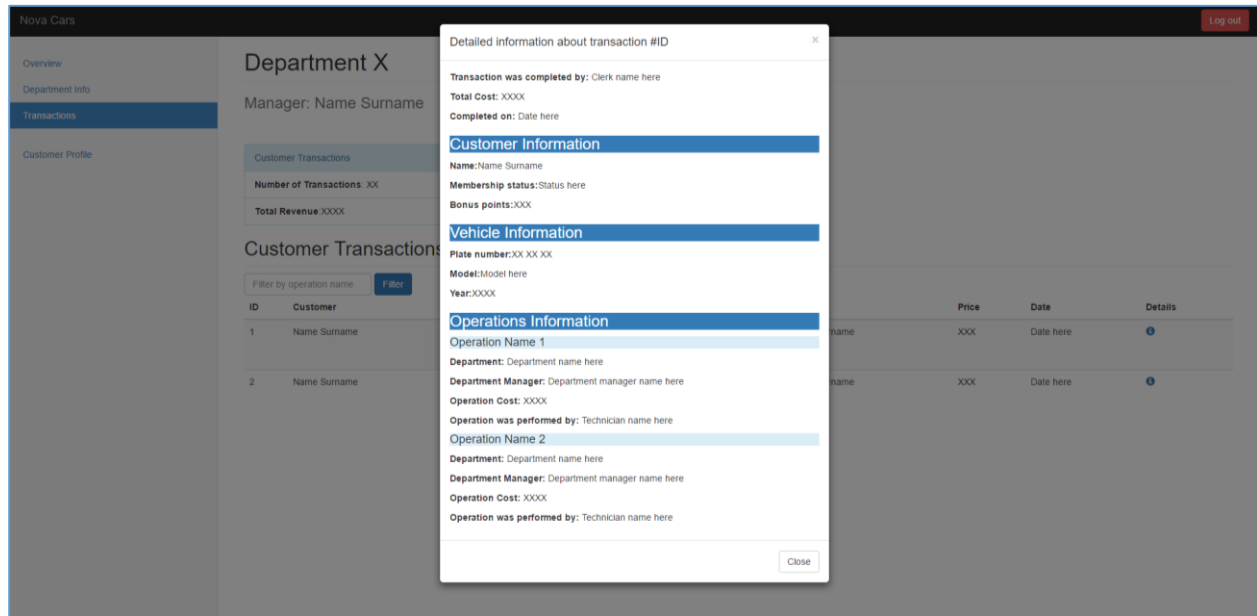 Nova Cars
Log out
Overview
Department Info
Transactions
Customer Profile
Department X
Manager: Name Surname
Customer Transactions
Number of Transactions: XX
Total Revenue:XXXX
Customer Transactions
Filter by operation name
Filter
ID Customer Price Date Details
1 Name Surname XXX Date here
2 Name Surname XXX Date here
Detailed information about transaction #ID ×
Transaction was completed by: Clerk name here
Total Cost: XXXX
Completed on: Date here
Customer Information
Name:Name Surname
Membership status:Status here
Bonus points:XXX
Vehicle Information
Plate number:XX XX XX
Model:Model here
Year:XXXX
Operations Information
Operation Name 1
Department: Department name here
Department Manager: Department manager name here
Operation Cost: XXXX
Operation was performed by: Technician name here
Operation Name 2
Department: Department name here
Department Manager: Department manager name here
Operation Cost: XXXX
Operation was performed by: Technician name here
Close